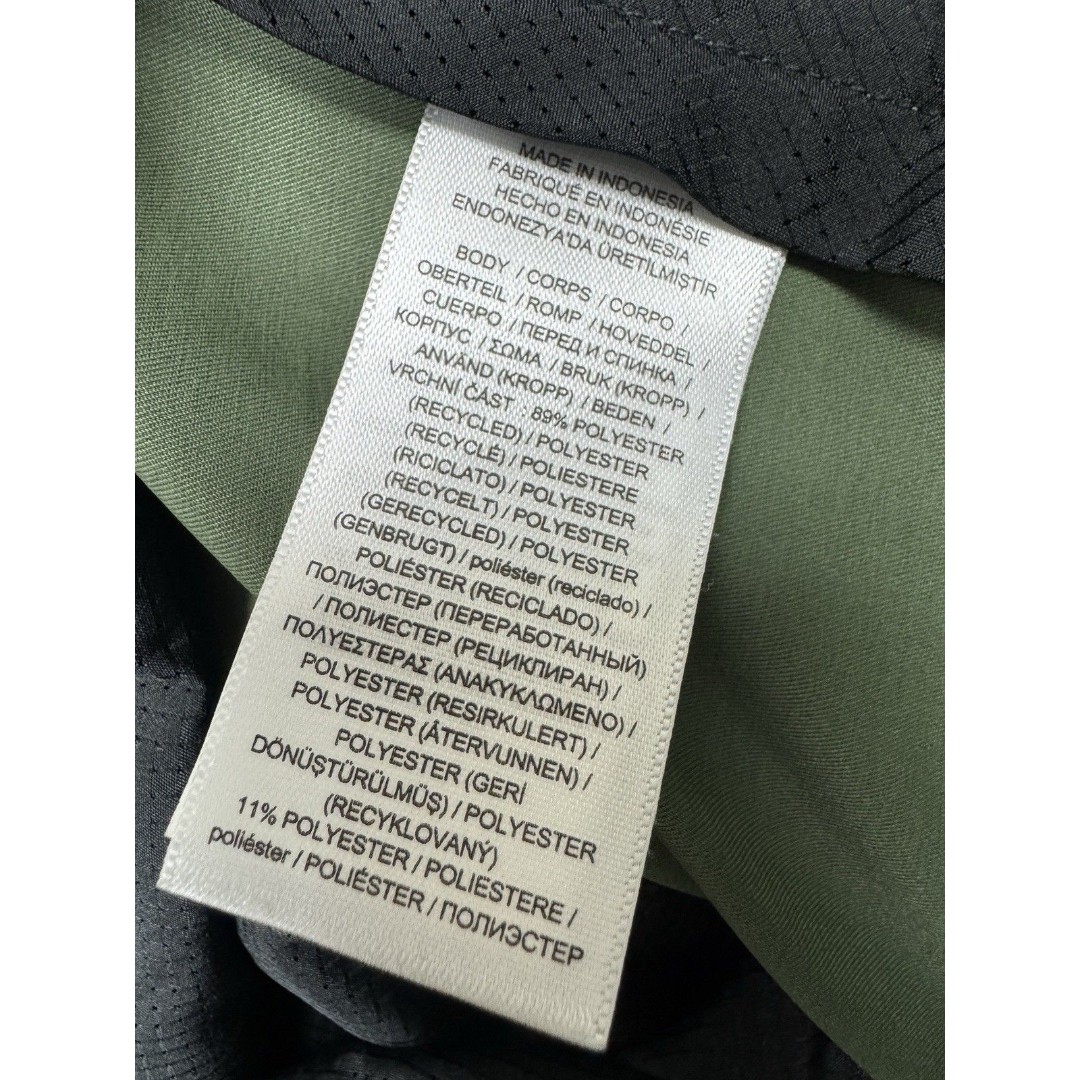 MADE IN INDONESIA
FABRIQUÉ EN INDONÉSIE
HECHO EN INDONESIA
ENDONEZYA'DA ÜRETILMIŞTIR
BODY / CORPS / CORPO /
OBERTEIL / ROMP / HOVEDDEL /
CUERPO / ПЕРЕД И СПИНКА /
КОРПУС / ΣΩΜΑ / BRUK (KROPP) /
ANVÄND (KROPP) / BEDEN /
VRCHNÍ ČÁST : 89% POLYESTER
(RECYCLED) / POLYESTER
(RECYCLÉ) / POLIESTERE
(RICICLATO) / POLYESTER
(RECYCELT) / POLYESTER
(GERECYCLED) / POLYESTER
(GENBRUGT) / poliéster (reciclado) /
POLIÉSTER (RECICLADO) /
ПОЛИЭСТЕР (ПЕРЕРАБОТАННЫЙ)
/ ПОЛИЕСТЕР (РЕЦИКЛИРАН) /
ΠΟΛΥΕΣΤΕΡΑΣ (ΑΝΑΚΥΚΛΩΜΕΝΟ) /
POLYESTER (RESIRKULERT) /
POLYESTER (ÅTERVUNNEN) /
POLYESTER (GERİ
DÖNÜŞTÜRÜLMÜŞ) / POLYESTER
(RECYKLOVANÝ)
11% POLYESTER / POLIESTERE /
poliéster / POLIÉSTER / ПОЛИЭСТЕР